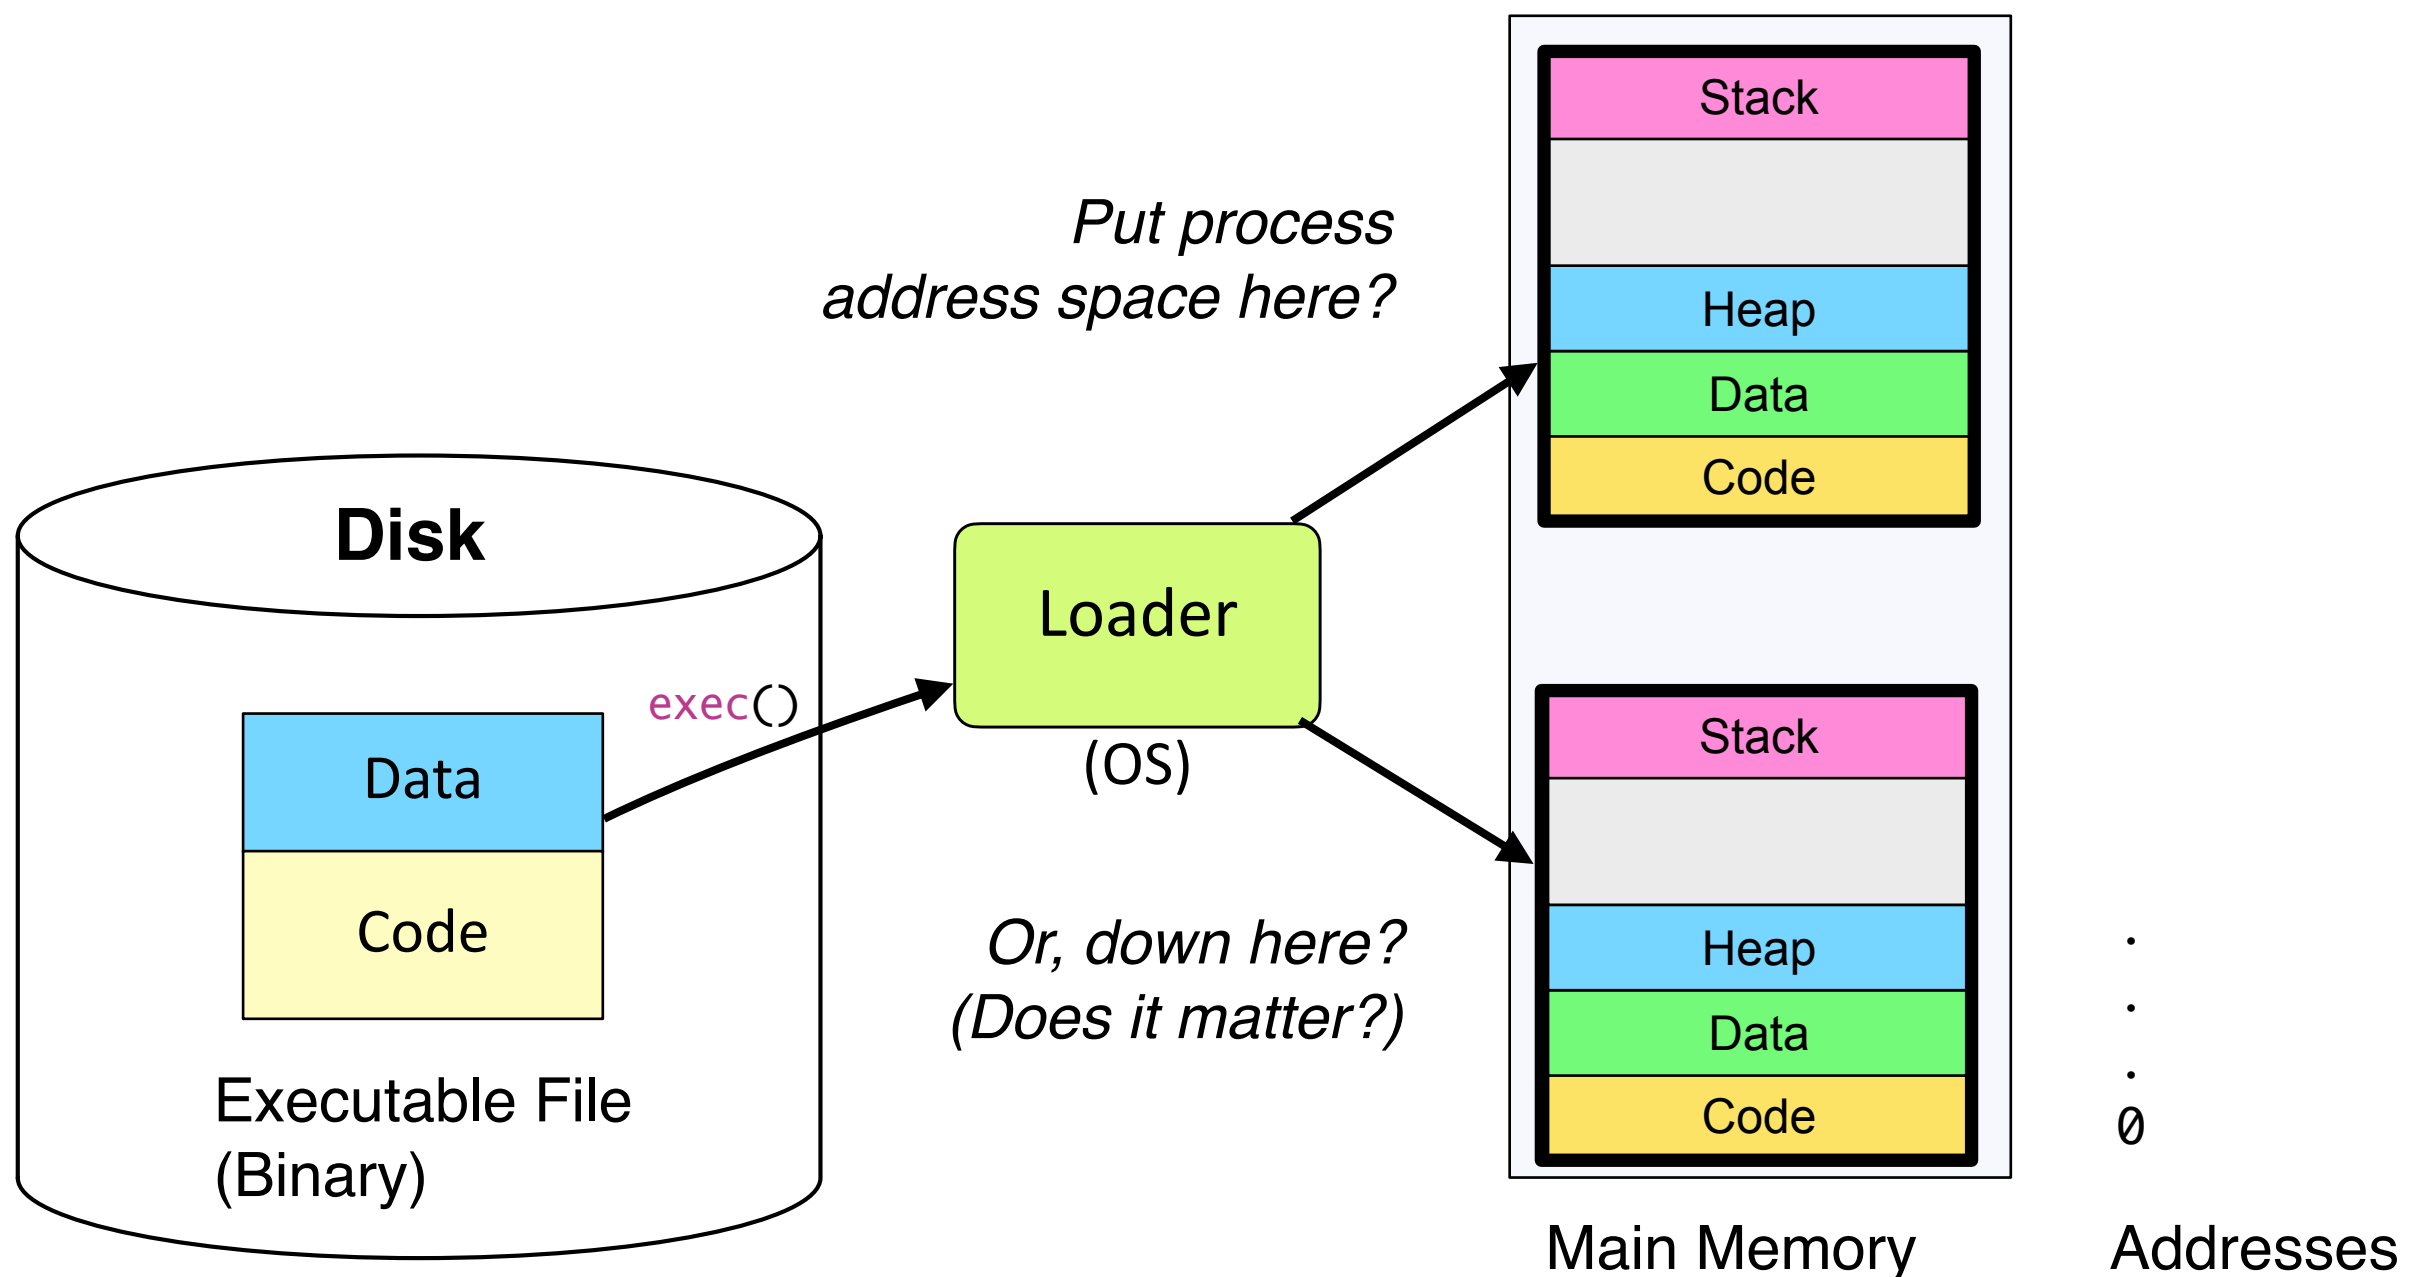 Disk
Data
Code
Executable File
(Binary)
exec()
Loader
(OS)
Put process
address space here?
Or, down here?
(Does it matter?)
Stack
Heap
Data
Code
Stack
Heap
Data
Code
Main Memory
.
.
.
0
Addresses